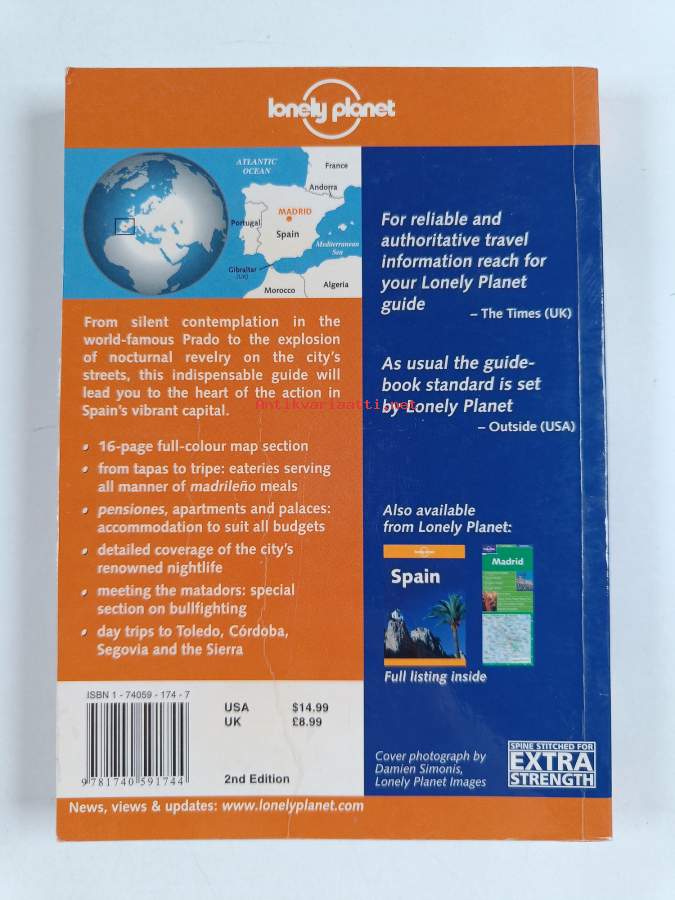 lonely planet
ATLANTIC
OCEAN
France
Andorra
MADRID
Portugal
Spain
Mediterranean
Sea
Gibraltar
(UK)
Morocco
Algeria
From silent contemplation in the
world-famous Prado to the explosion
of nocturnal revelry on the city's
streets, this indispensable guide will
lead you to the heart of the action in
Spain's vibrant capital.
• 16-page full-colour map section
• from tapas to tripe: eateries serving
all manner of madrileño meals
• pensiones, apartments and palaces:
accommodation to suit all budgets
• detailed coverage of the city's
renowned nightlife
• meeting the matadors: special
section on bullfighting
• day trips to Toledo, Córdoba,
Segovia and the Sierra
For reliable and
authoritative travel
information reach for
your Lonely Planet
guide
– The Times (UK)
As usual the guide-
book standard is set
by Lonely Planet
– Outside (USA)
Antikvariaatti.net
Also available
from Lonely Planet:
lonely planet
Spain
Madrid
Full listing inside
ISBN 1 - 74059 - 174 - 7
9 781740 591744
USA $14.99
UK £8.99
2nd Edition
Cover photograph by
Damien Simonis,
Lonely Planet Images
SPINE STITCHED FOR
EXTRA
STRENGTH
News, views & updates: www.lonelyplanet.com